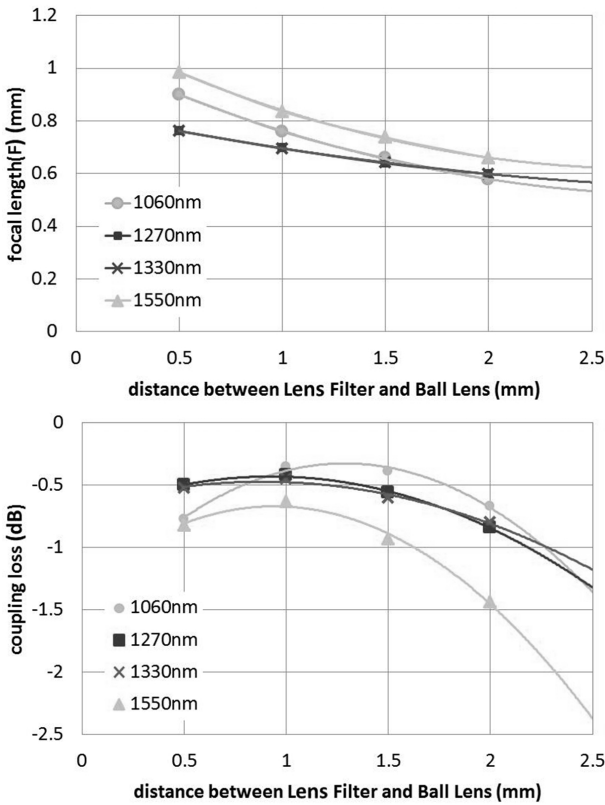 1.2
1
0.8
0.6
0.4
0.2
0
focal length(F) (mm)
1060nm
1270nm
1330nm
1550nm
0 0.5 1 1.5 2 2.5
distance between Lens Filter and Ball Lens (mm)
0
-0.5
-1
-1.5
-2
-2.5
coupling loss (dB)
1060nm
1270nm
1330nm
1550nm
0 0.5 1 1.5 2 2.5
distance between Lens Filter and Ball Lens (mm)